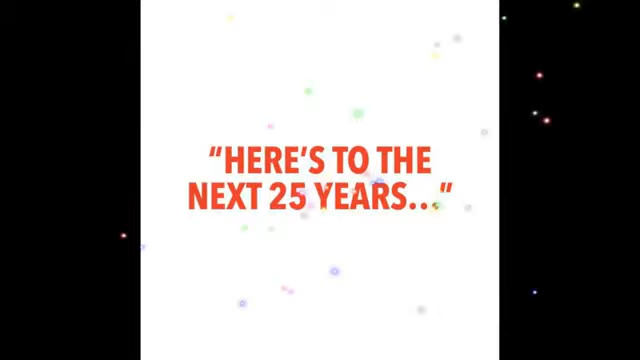 “HERE’S TO THE
NEXT 25 YEARS...”